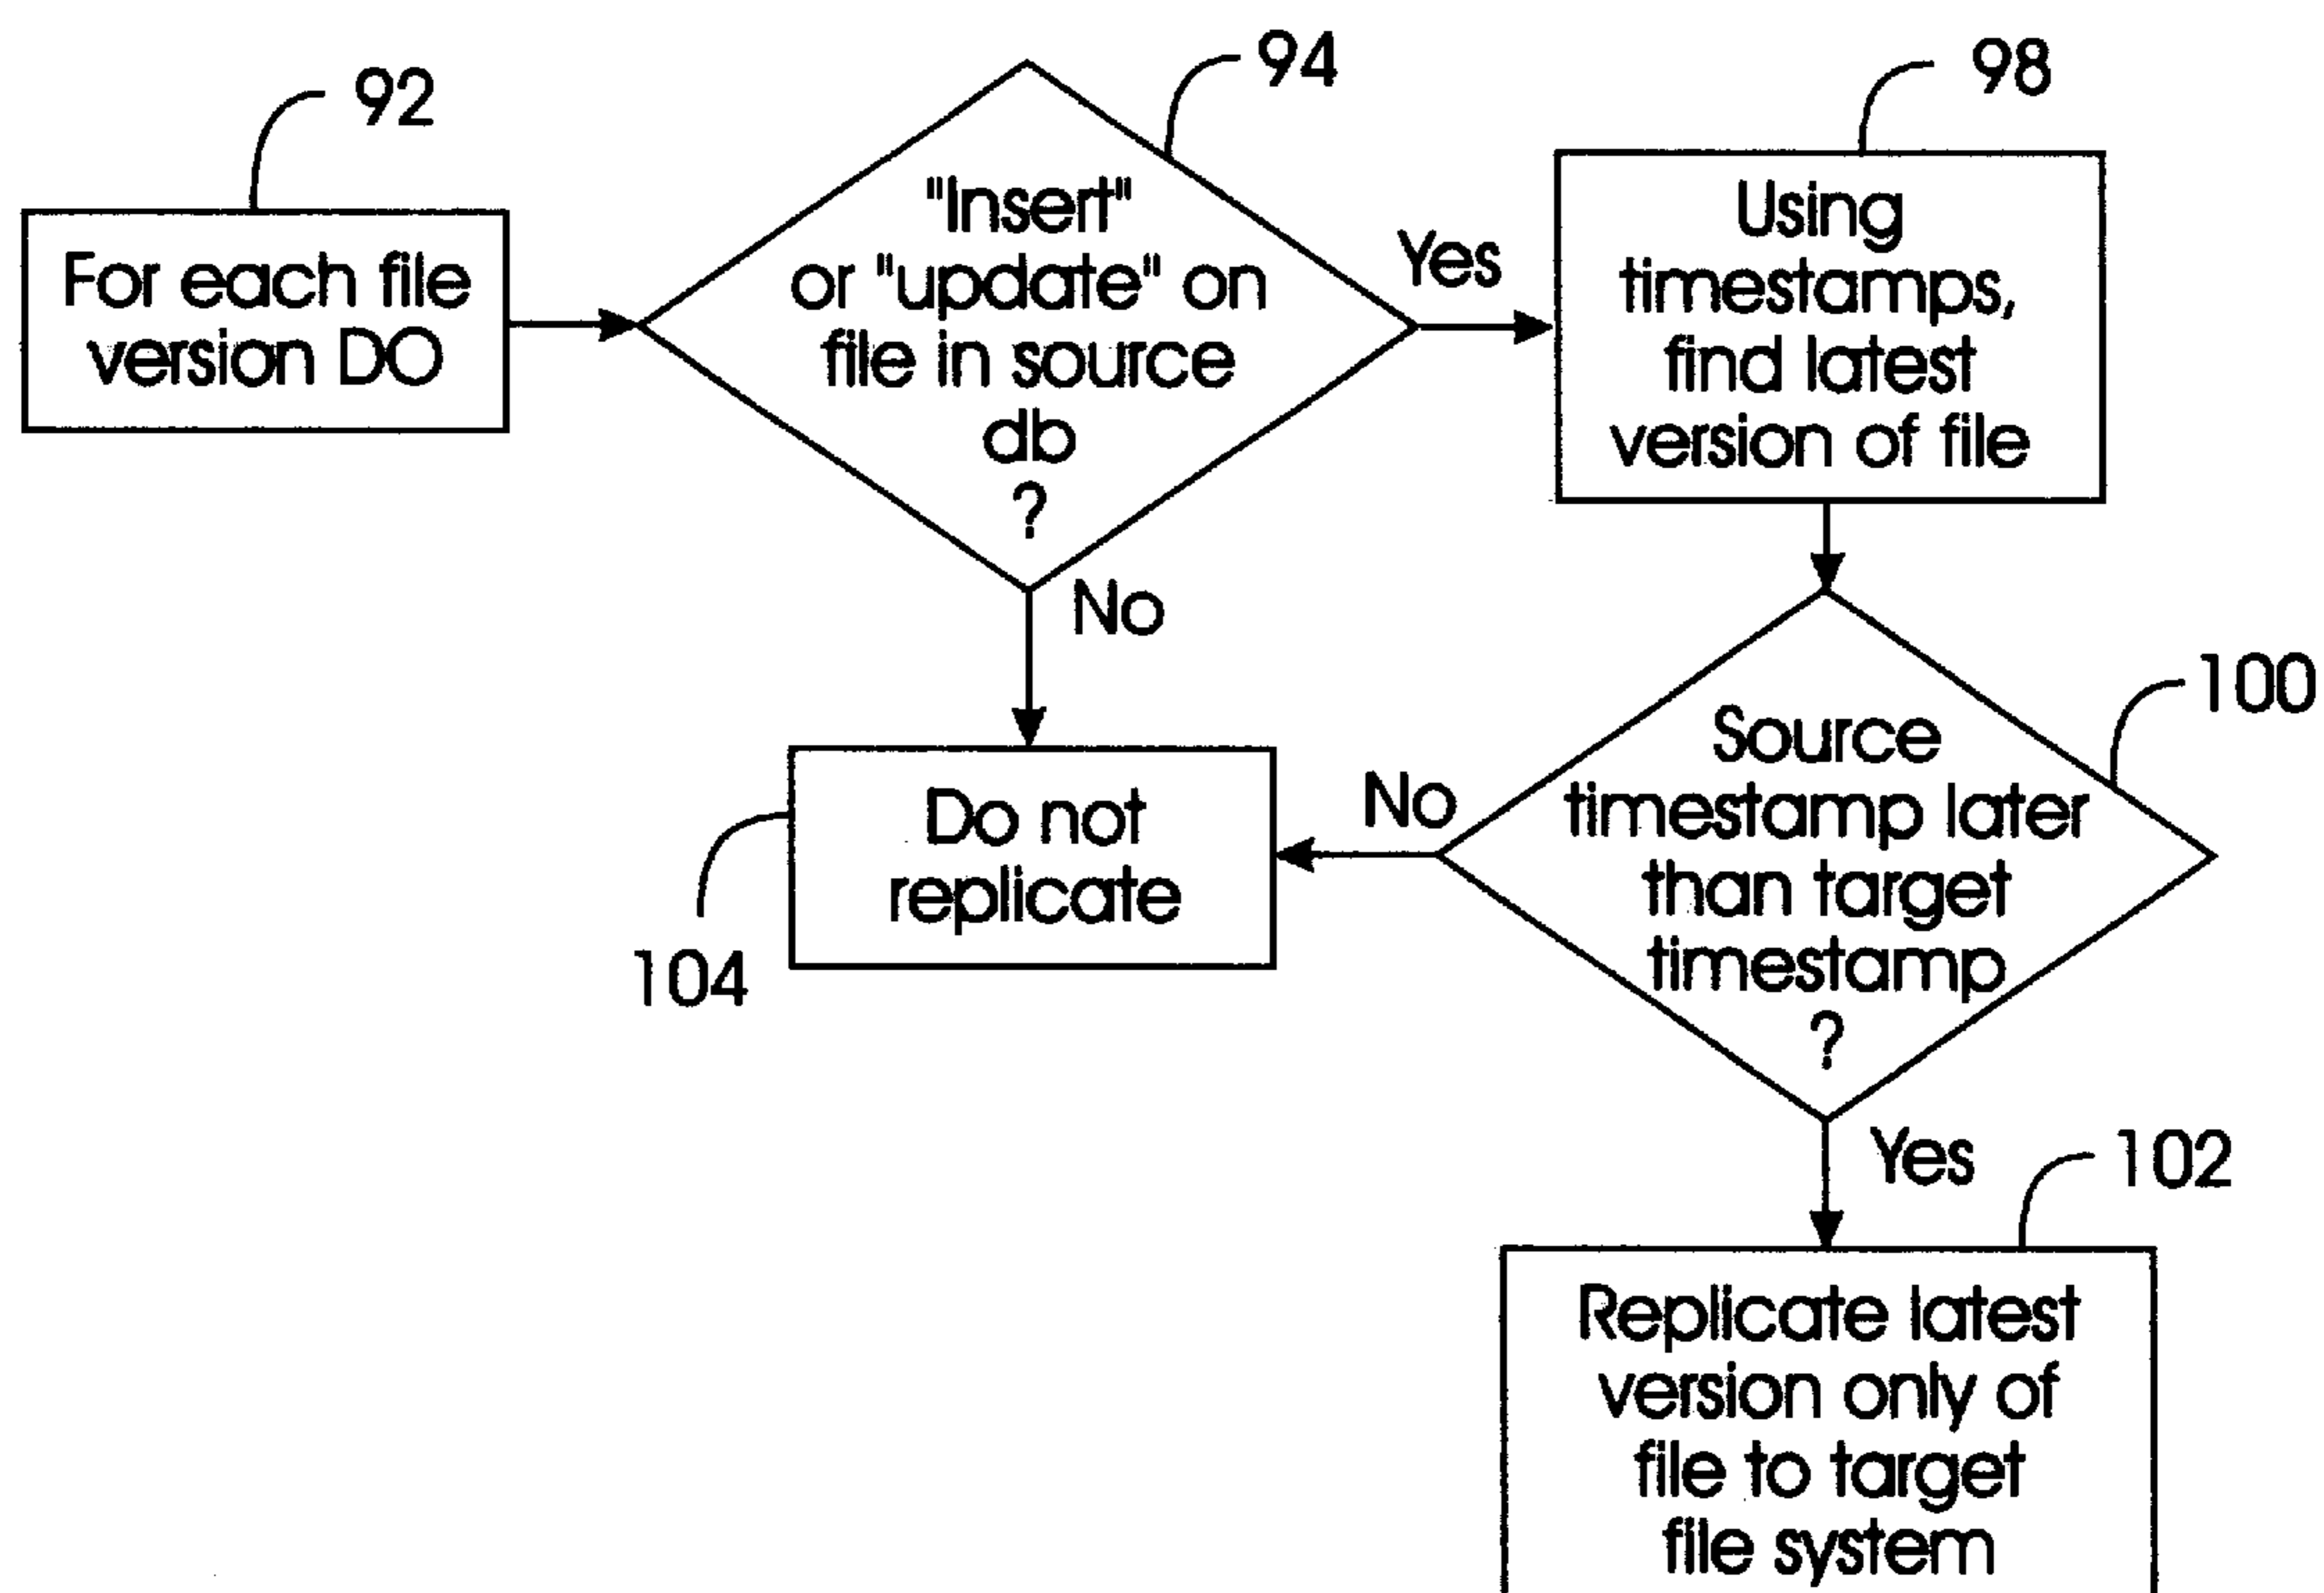 92
For each file
version DO
94
"Insert"
or "update" on
file in source
db
?
Yes
No
98
Using
timestamps,
find latest
version of file
100
Source
timestamp later
than target
timestamp
?
No
Yes
104
Do not
replicate
102
Replicate latest
version only of
file to target
file system